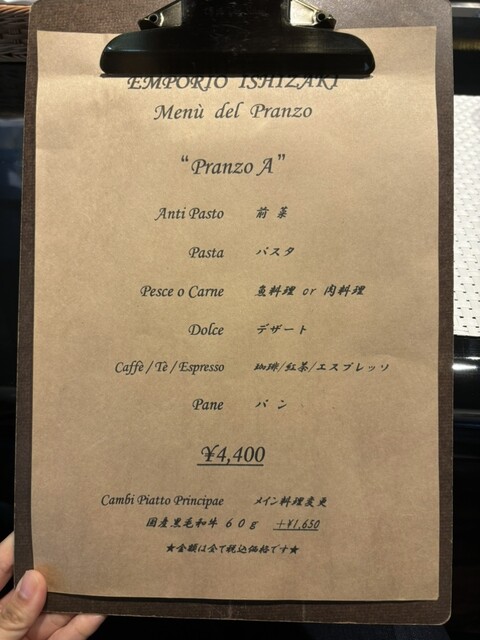 EMPORIO ISHIZAKI
Menù del Pranzo
“Pranzo A”
Anti Pasto 前菜
Pasta パスタ
Pesce o Carne 魚料理 or 肉料理
Dolce デザート
Caffè / Tè / Espresso 珈琲/紅茶/エスプレッソ
Pane パン
¥4,400
Cambi Piatto Principae メイン料理変更
国産黒毛和牛 60g +¥1,650
★金額は全て税込価格です★